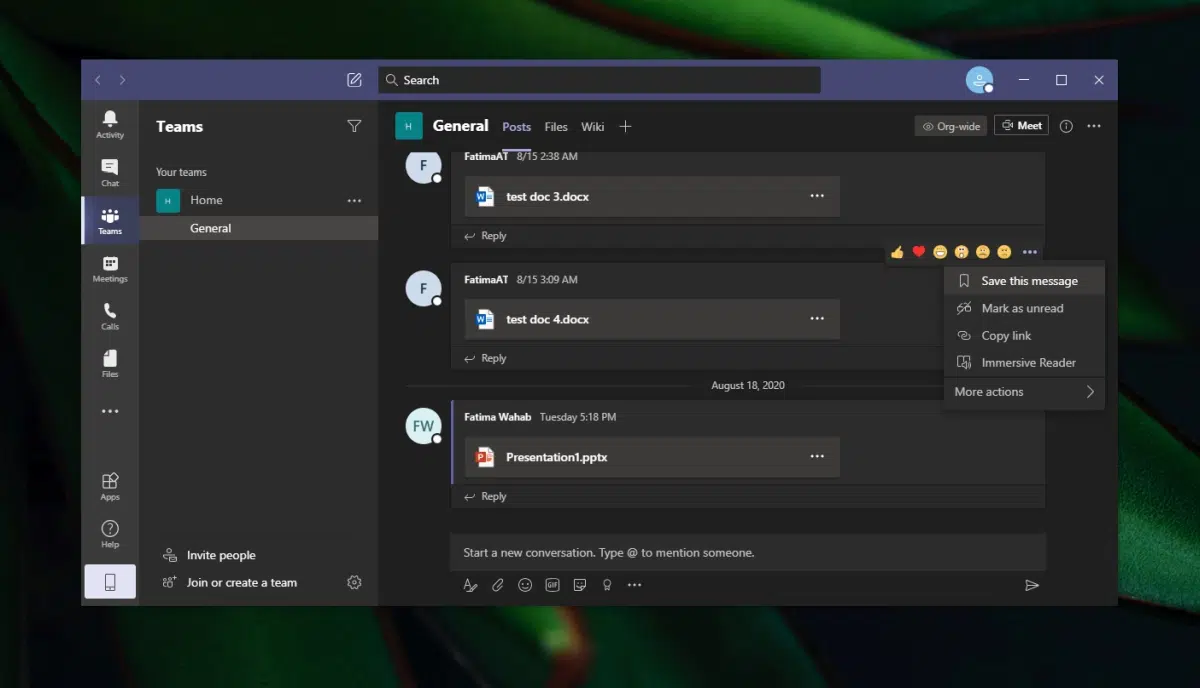 Search
Activity
Chat
Teams
Meetings
Calls
Files
Apps
Help
Teams
Your teams
H Home
General
Invite people
Join or create a team
H General Posts Files Wiki
Org-wide Meet
FatimaAT 8/15 2:38 AM
F
test doc 3.docx
Reply
FatimaAT 8/15 3:09 AM
F
test doc 4.docx
Reply
Save this message
Mark as unread
Copy link
Immersive Reader
More actions
August 18, 2020
Fatima Wahab Tuesday 5:18 PM
FW
Presentation1.pptx
Reply
Start a new conversation. Type @ to mention someone.
GIF